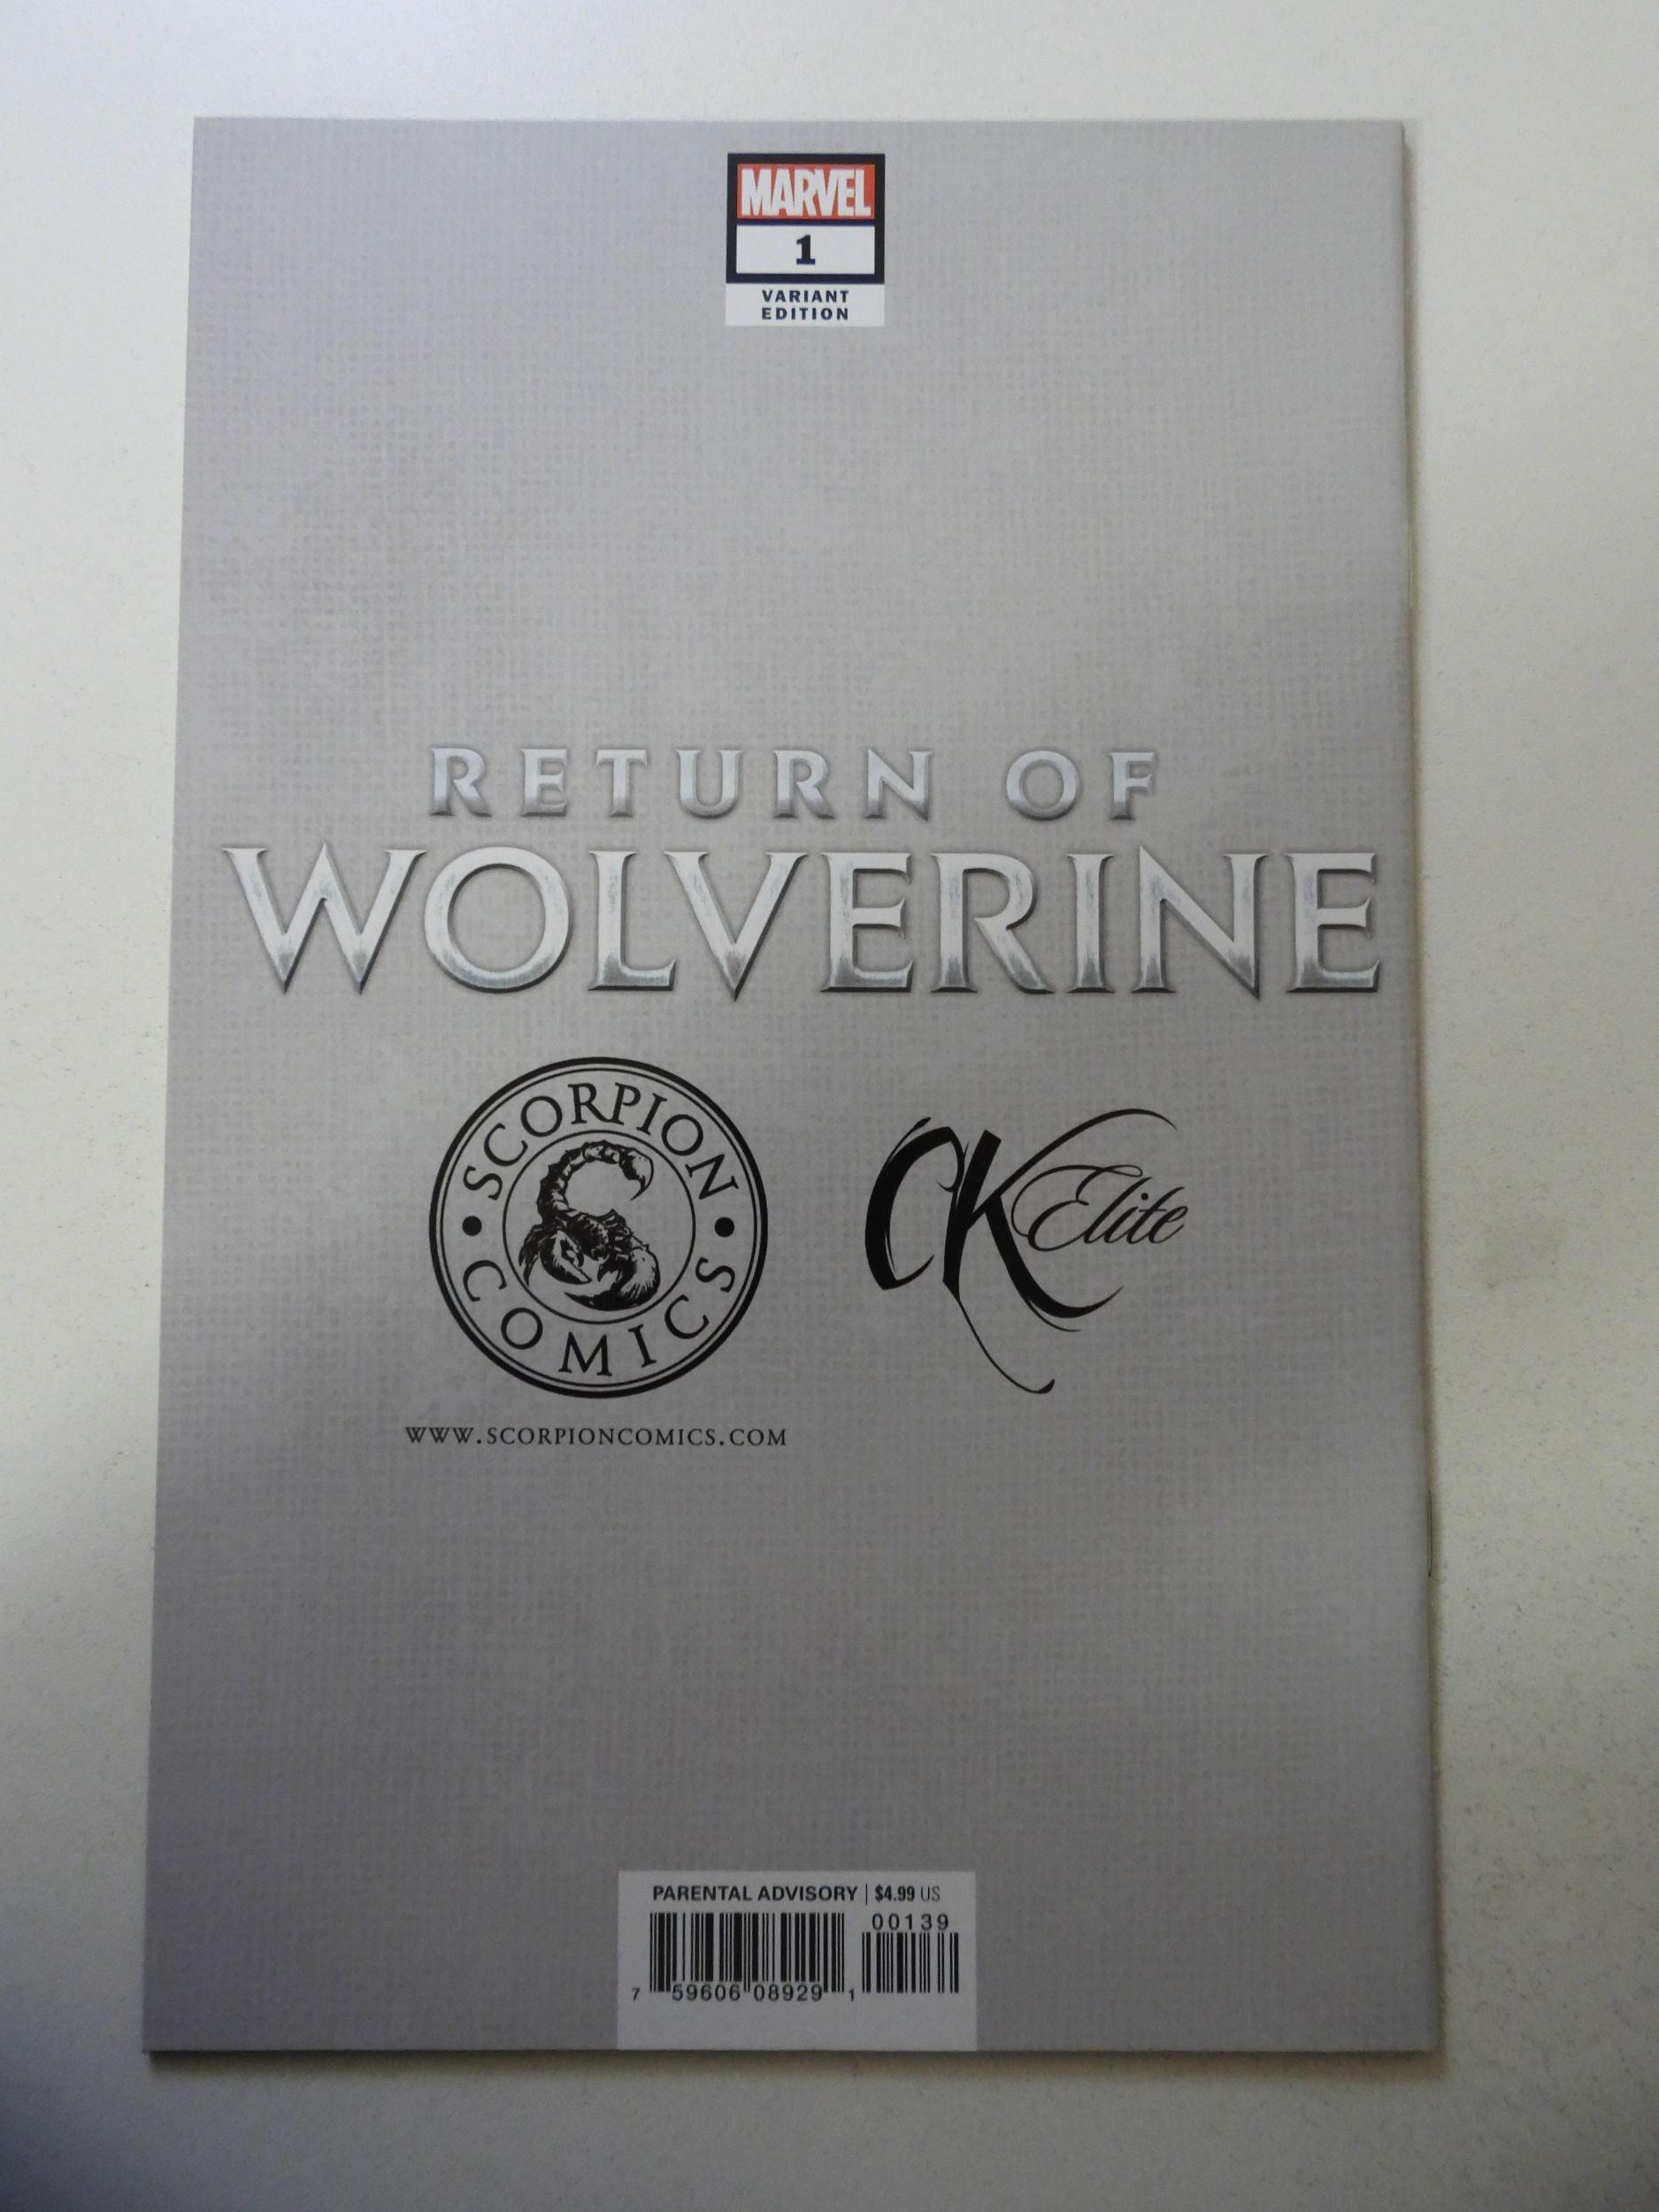 MARVEL
1
VARIANT
EDITION
RETURN OF
WOLVERINE
SCORPION
COMICS
CK Elite
WWW.SCORPIONCOMICS.COM
PARENTAL ADVISORY | $4.99 US
00139
7 59606 08929 1